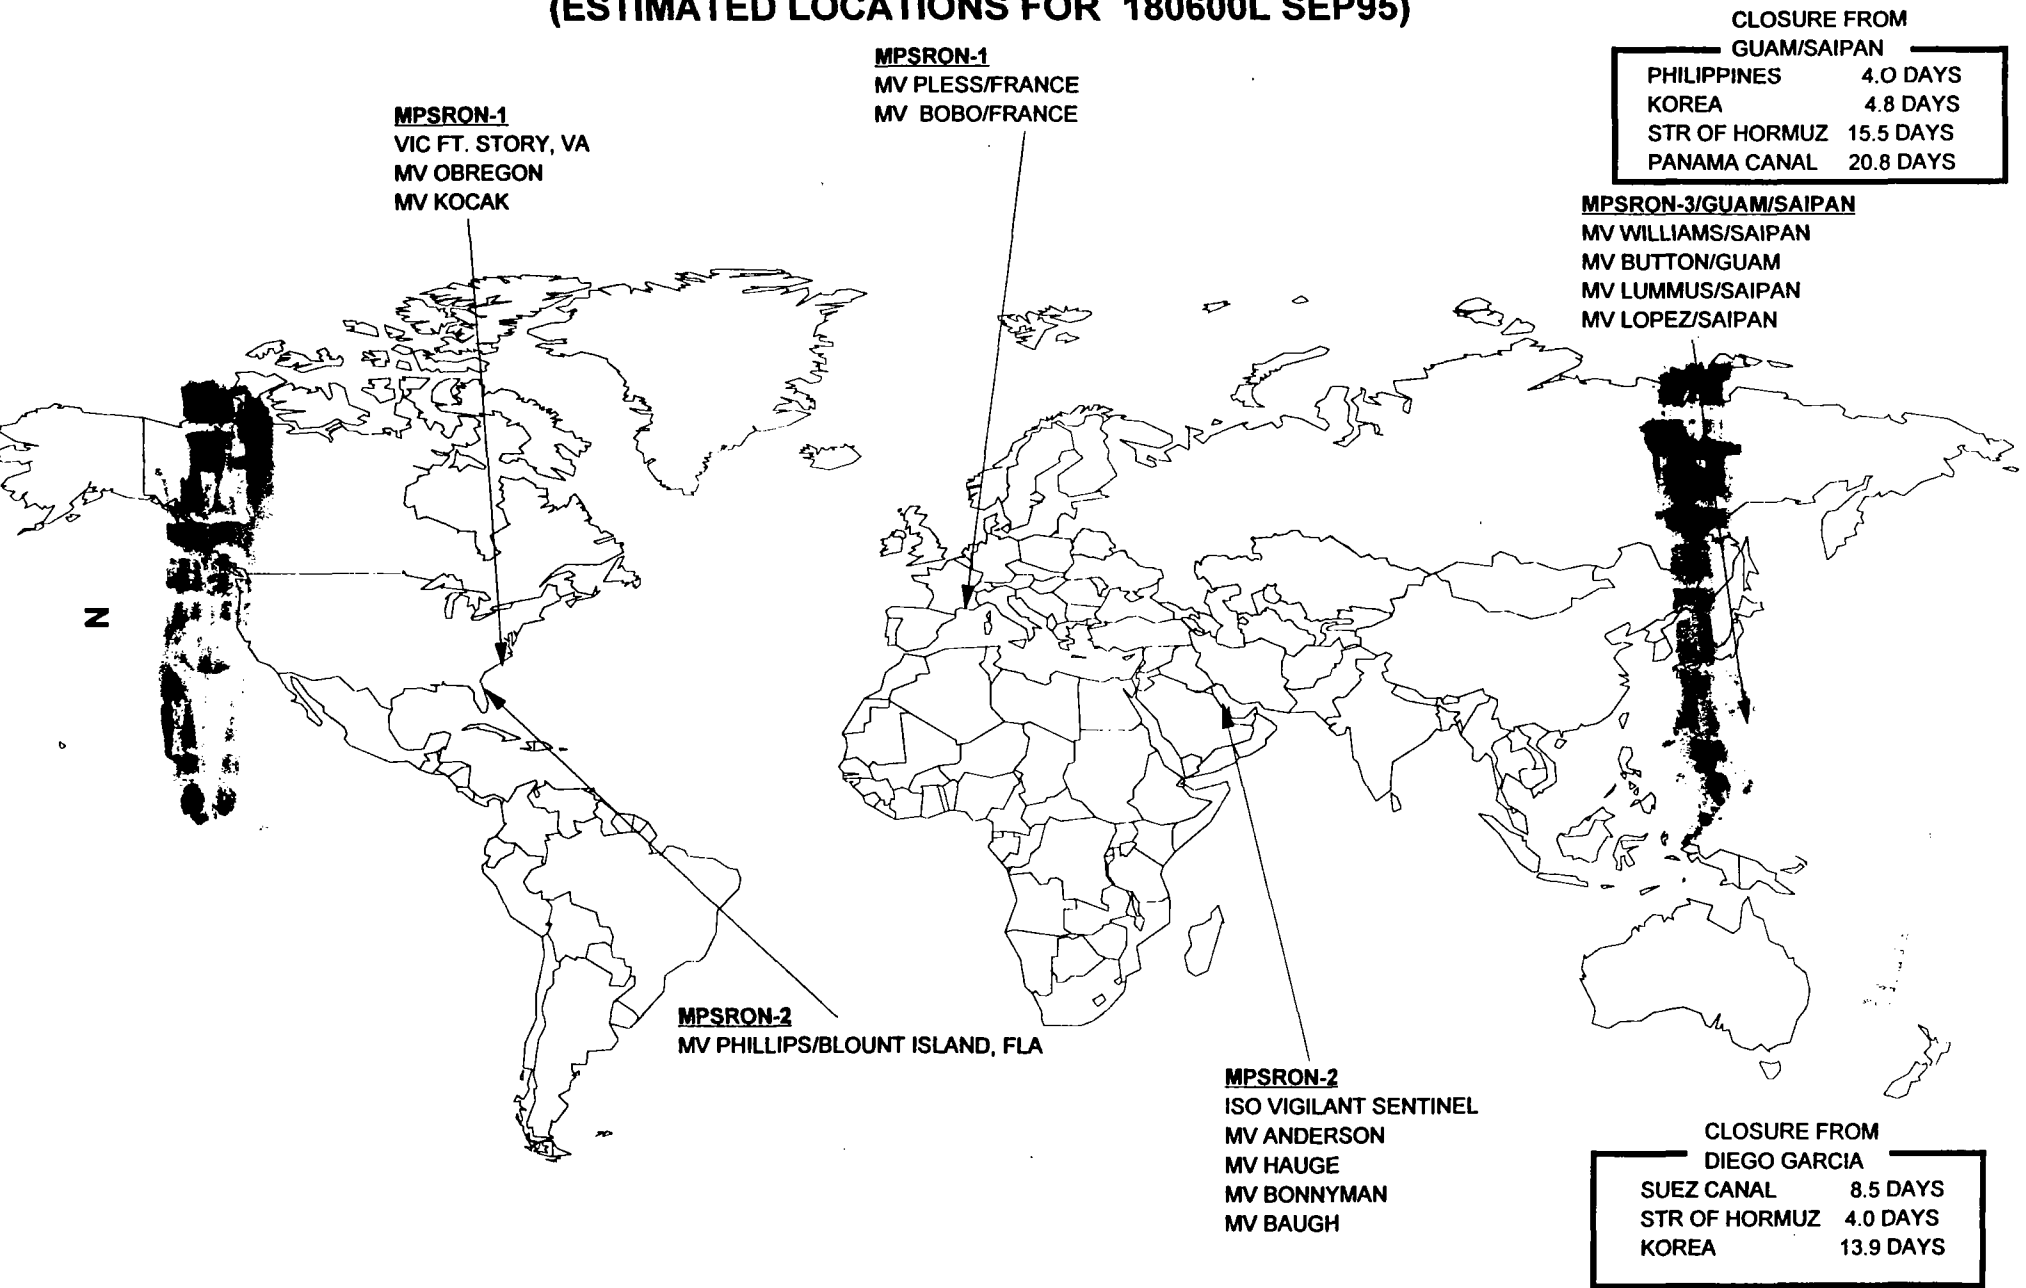 (ESTIMATED LOCATIONS FOR 180600L SEP95)
MPSRON-1
MV PLESS/FRANCE
MV BOBO/FRANCE
MPSRON-1
VIC FT. STORY, VA
MV OBREGON
MV KOCAK
CLOSURE FROM
GUAM/SAIPAN
PHILIPPINES 4.0 DAYS
KOREA 4.8 DAYS
STR OF HORMUZ 15.5 DAYS
PANAMA CANAL 20.8 DAYS
MPSRON-3/GUAM/SAIPAN
MV WILLIAMS/SAIPAN
MV BUTTON/GUAM
MV LUMMUS/SAIPAN
MV LOPEZ/SAIPAN
N
MPSRON-2
MV PHILLIPS/BLOUNT ISLAND, FLA
MPSRON-2
ISO VIGILANT SENTINEL
MV ANDERSON
MV HAUGE
MV BONNYMAN
MV BAUGH
CLOSURE FROM
DIEGO GARCIA
SUEZ CANAL 8.5 DAYS
STR OF HORMUZ 4.0 DAYS
KOREA 13.9 DAYS